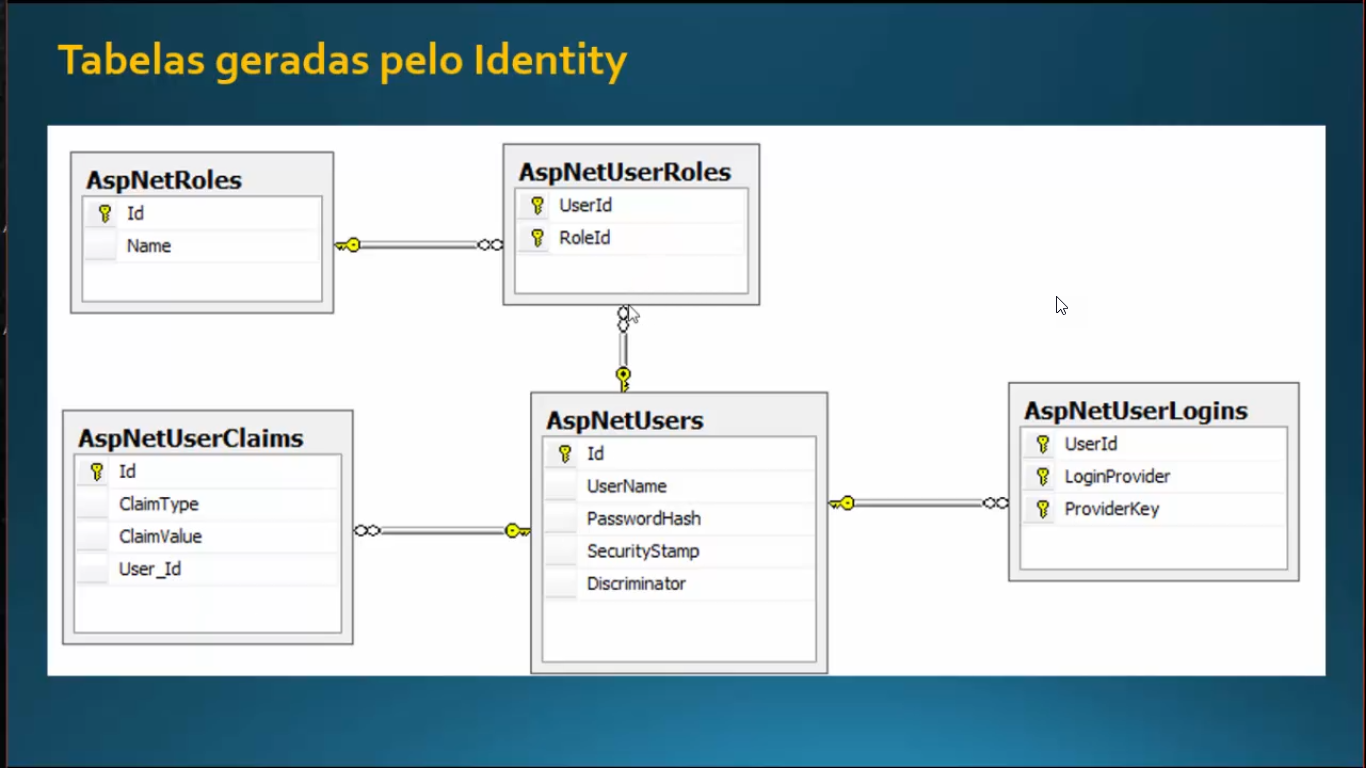 Tabelas geradas pelo Identity
AspNetRoles
Id
Name
AspNetUserRoles
UserId
RoleId
AspNetUserClaims
Id
ClaimType
ClaimValue
User_Id
AspNetUsers
Id
UserName
PasswordHash
SecurityStamp
Discriminator
AspNetUserLogins
UserId
LoginProvider
ProviderKey